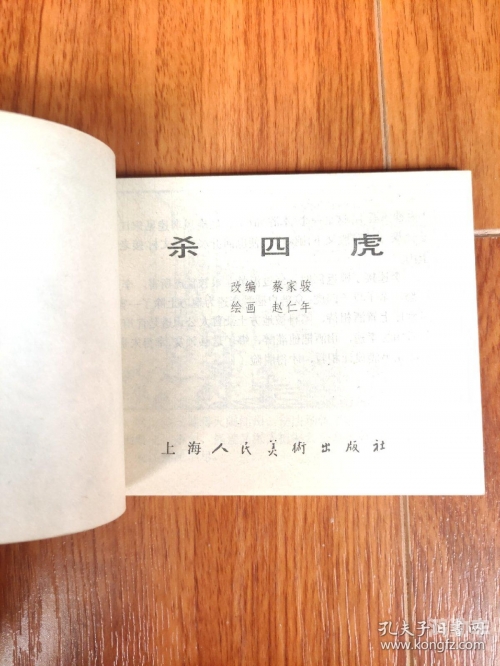 杀四虎
改编 蔡家骏
绘画 赵仁年
上海人民美術出版社
孔夫子旧书网
www.kongfz.com